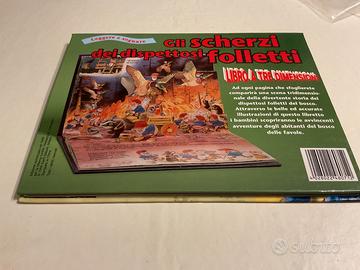 Leggere e sognare
Gli scherzi
dei dispettosi folletti
LIBRO A TRE DIMENSIONI
Ad ogni pagina che sfoglierete
comparirà una scena tridimensio-
nale della divertente storia dei
dispettosi folletti del bosco.
Attraverso le belle ed accurate
illustrazioni di questo libretto
i bambini scopriranno le avvincenti
avventure degli abitanti del bosco
delle favole.
subito